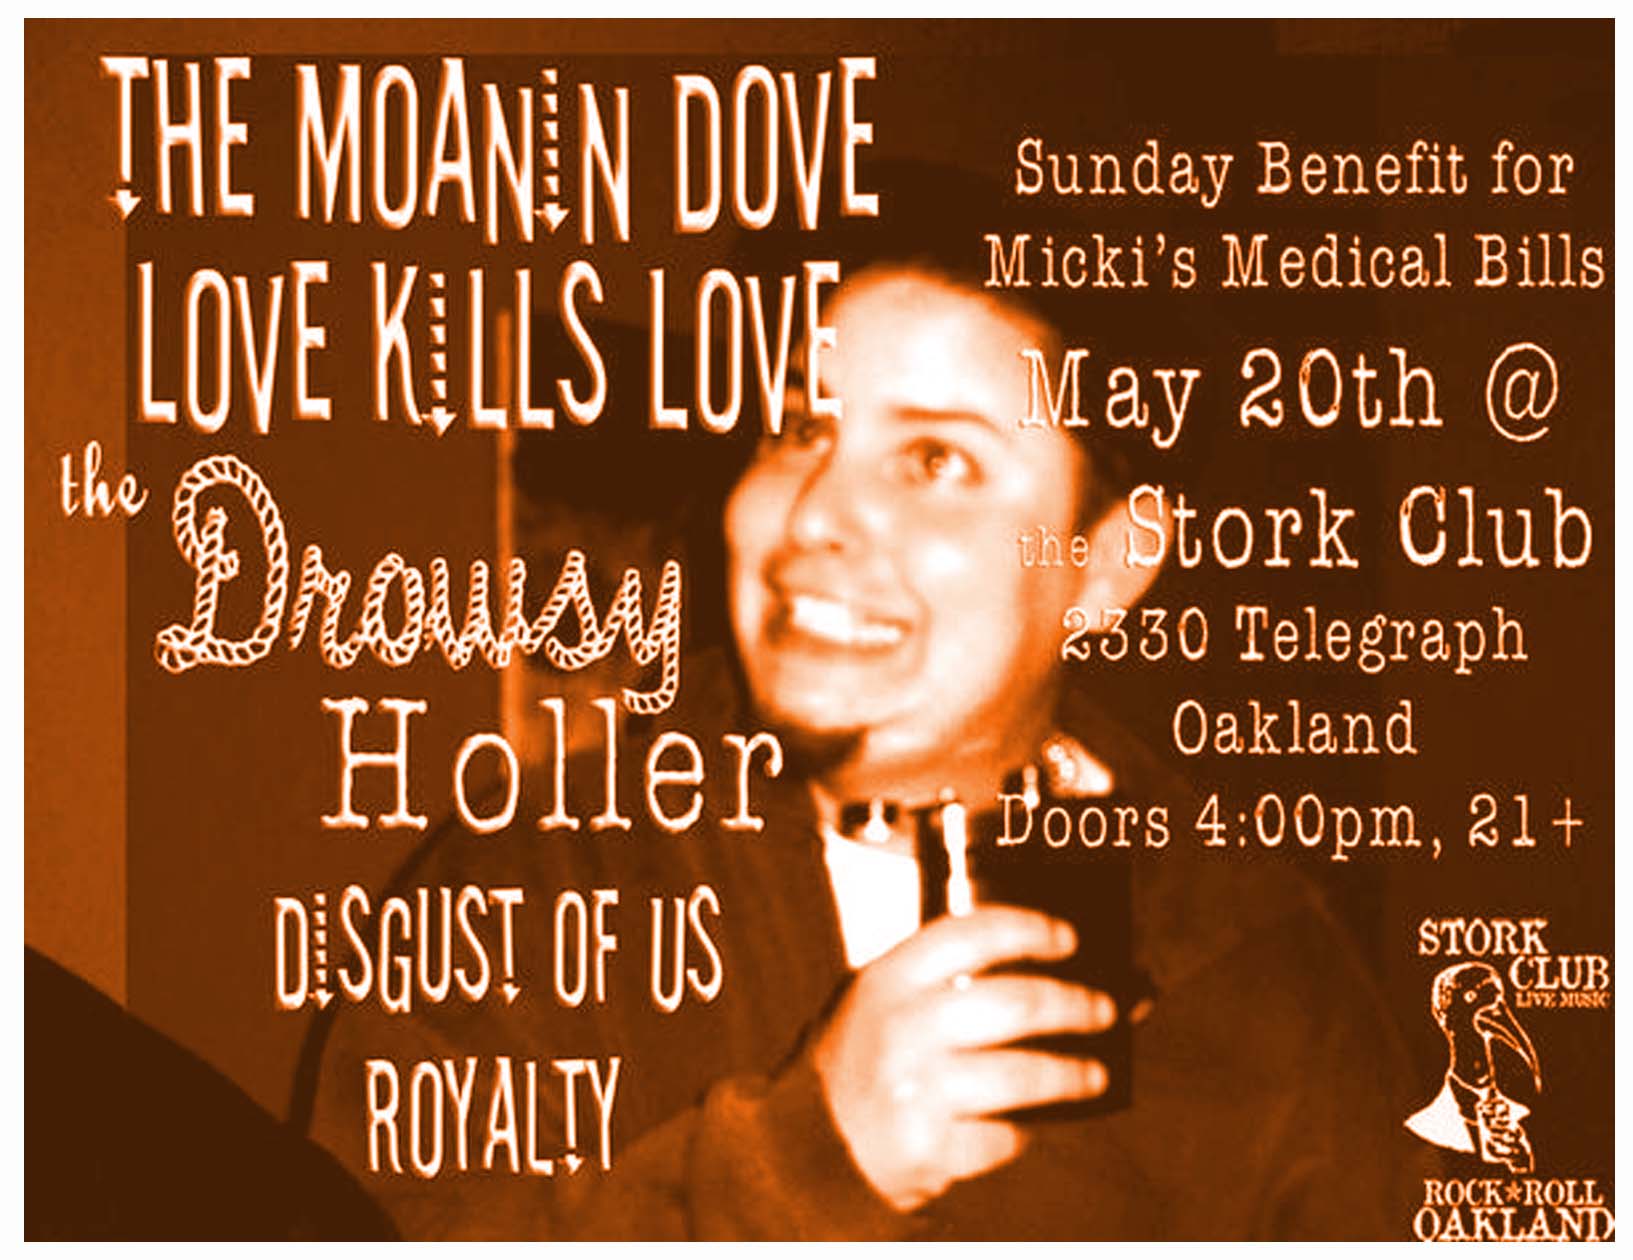 THE MOANIN DOVE
LOVE KILLS LOVE
the Drowsy
Holler
DISGUST OF US
ROYALTY
Sunday Benefit for
Micki's Medical Bills
May 20th @
the Stork Club
2330 Telegraph
Oakland
Doors 4:00pm, 21+
STORK
CLUB
LIVE MUSIC
ROCK★ROLL
OAKLAND